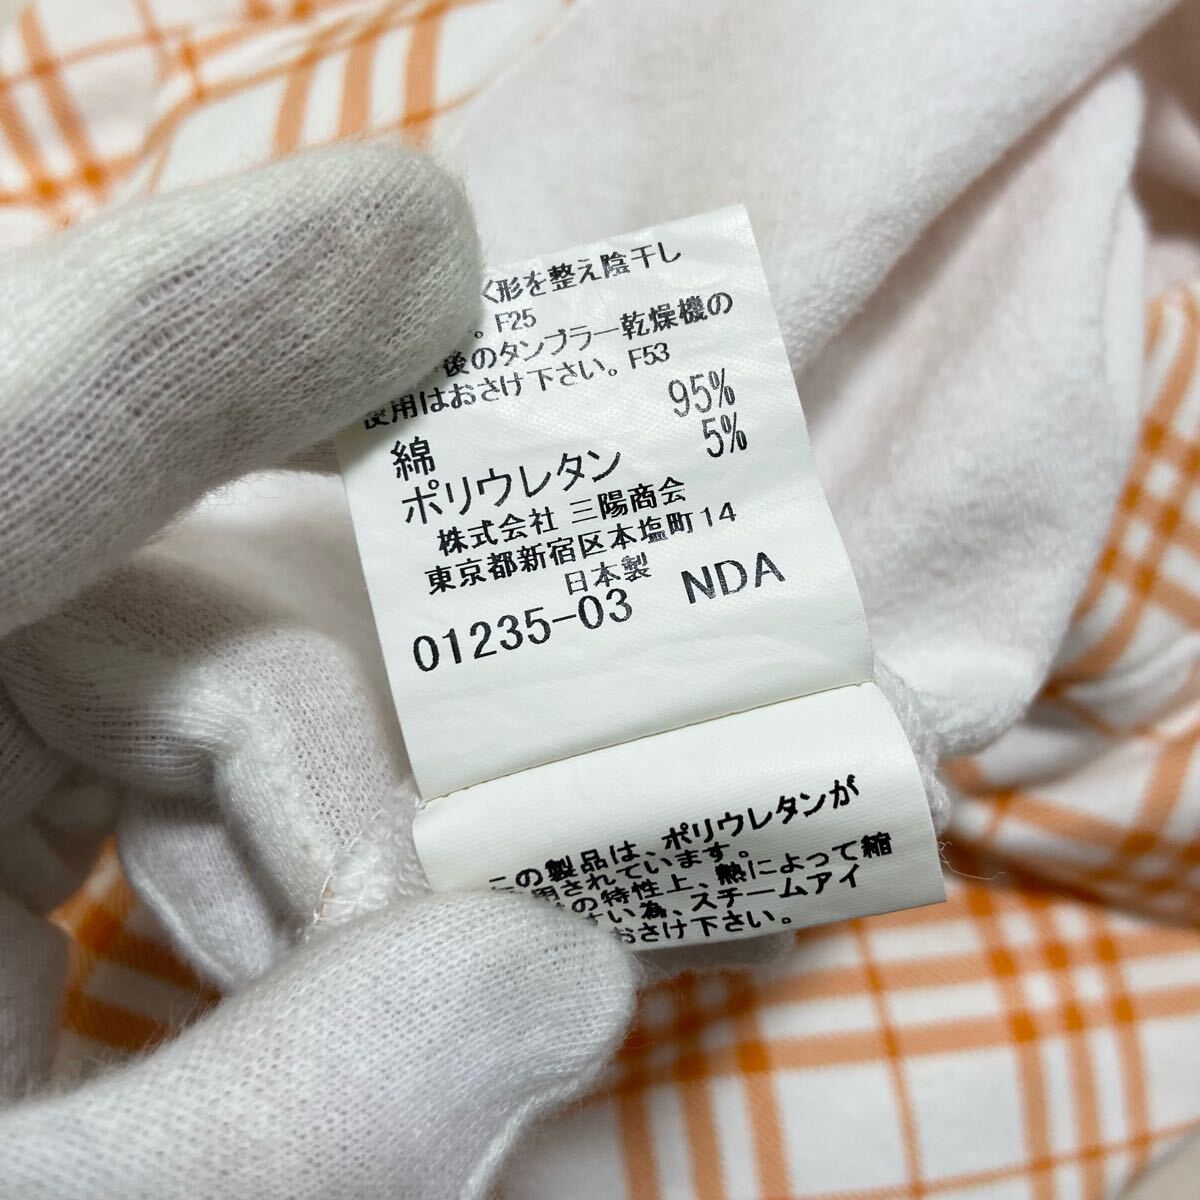 く形を整え陰干し
。F25
後のタンブラー乾燥機の
使用はおさけ下さい。F53
綿 95%
ポリウレタン 5%
株式会社 三陽商会
東京都新宿区本塩町14
日本製
01235-03 NDA
この製品は、ポリウレタンが
用されています。
の特性上、熱によって縮
すい為、スチームアイ
おさけ下さい。